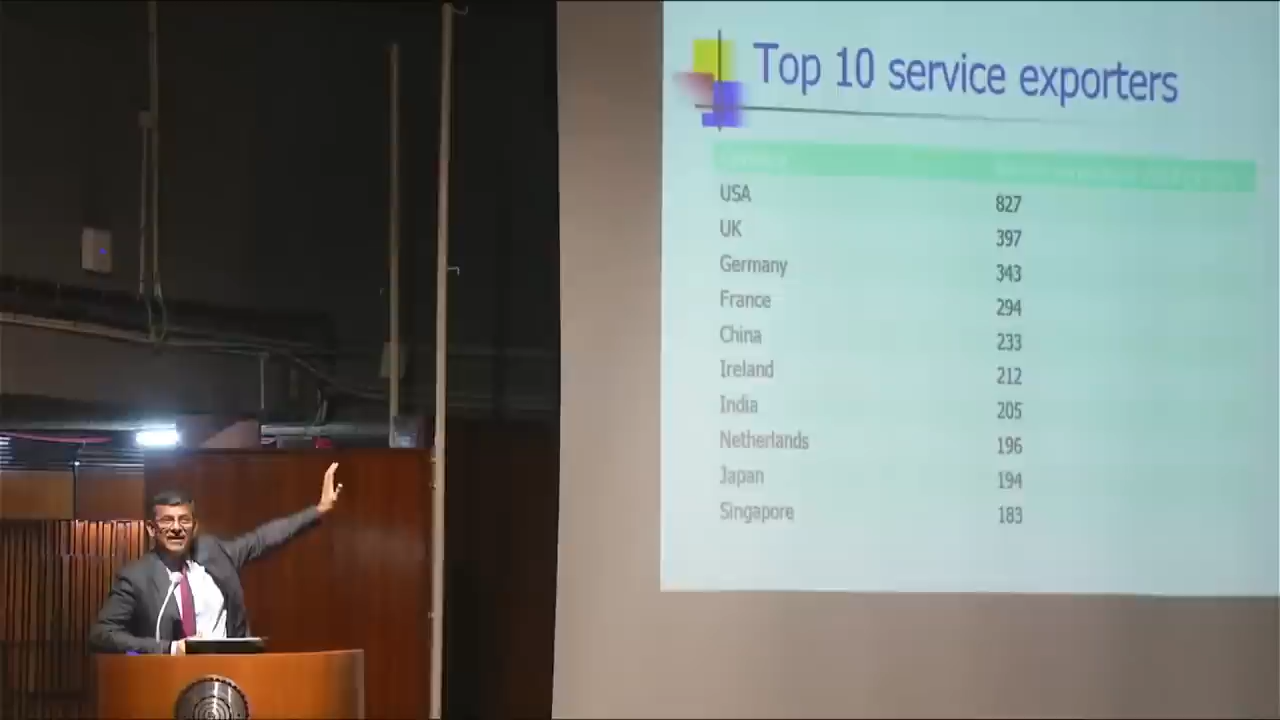 Top 10 service exporters
USA 827
UK 397
Germany 343
France 294
China 233
Ireland 212
India 205
Netherlands 196
Japan 194
Singapore 183